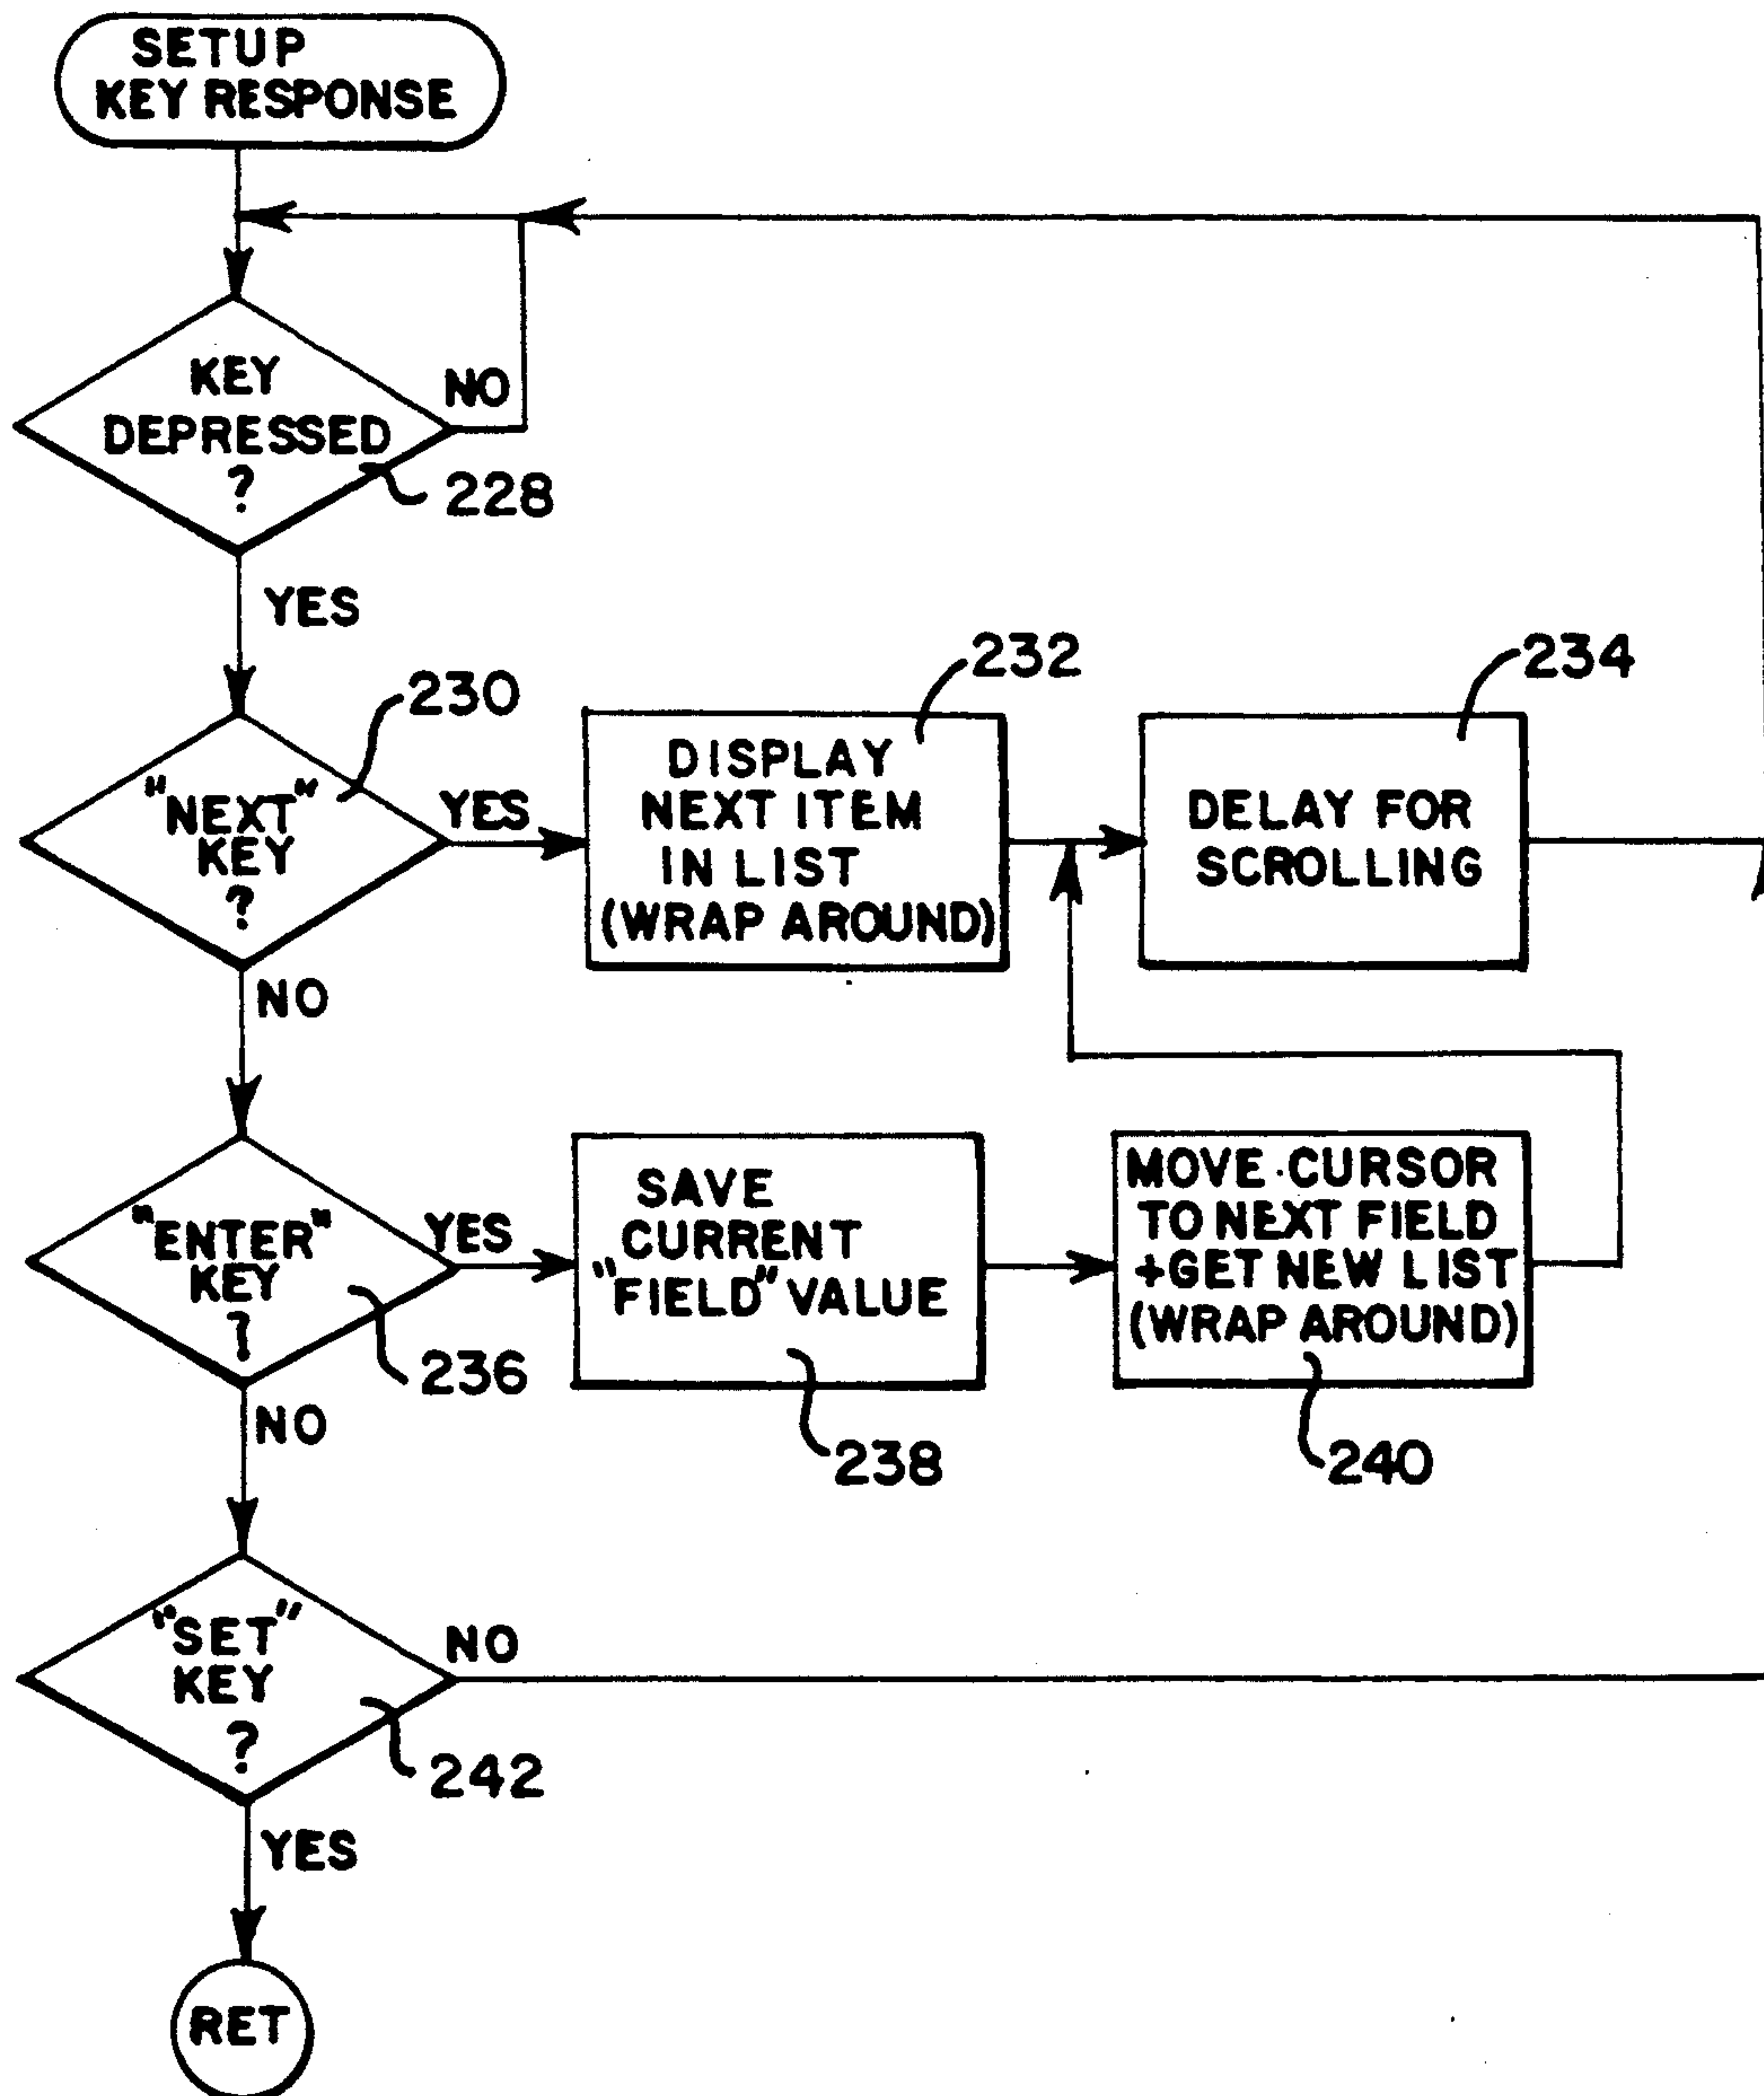 SETUP
KEY RESPONSE
KEY
DEPRESSED
?
NO
228
YES
230
"NEXT"
KEY
?
YES
232
DISPLAY
NEXT ITEM
IN LIST
(WRAP AROUND)
234
DELAY FOR
SCROLLING
NO
"ENTER"
KEY
?
YES
236
SAVE
CURRENT
"FIELD" VALUE
238
MOVE CURSOR
TO NEXT FIELD
+GET NEW LIST
(WRAP AROUND)
240
NO
"SET"
KEY
?
NO
242
YES
RET